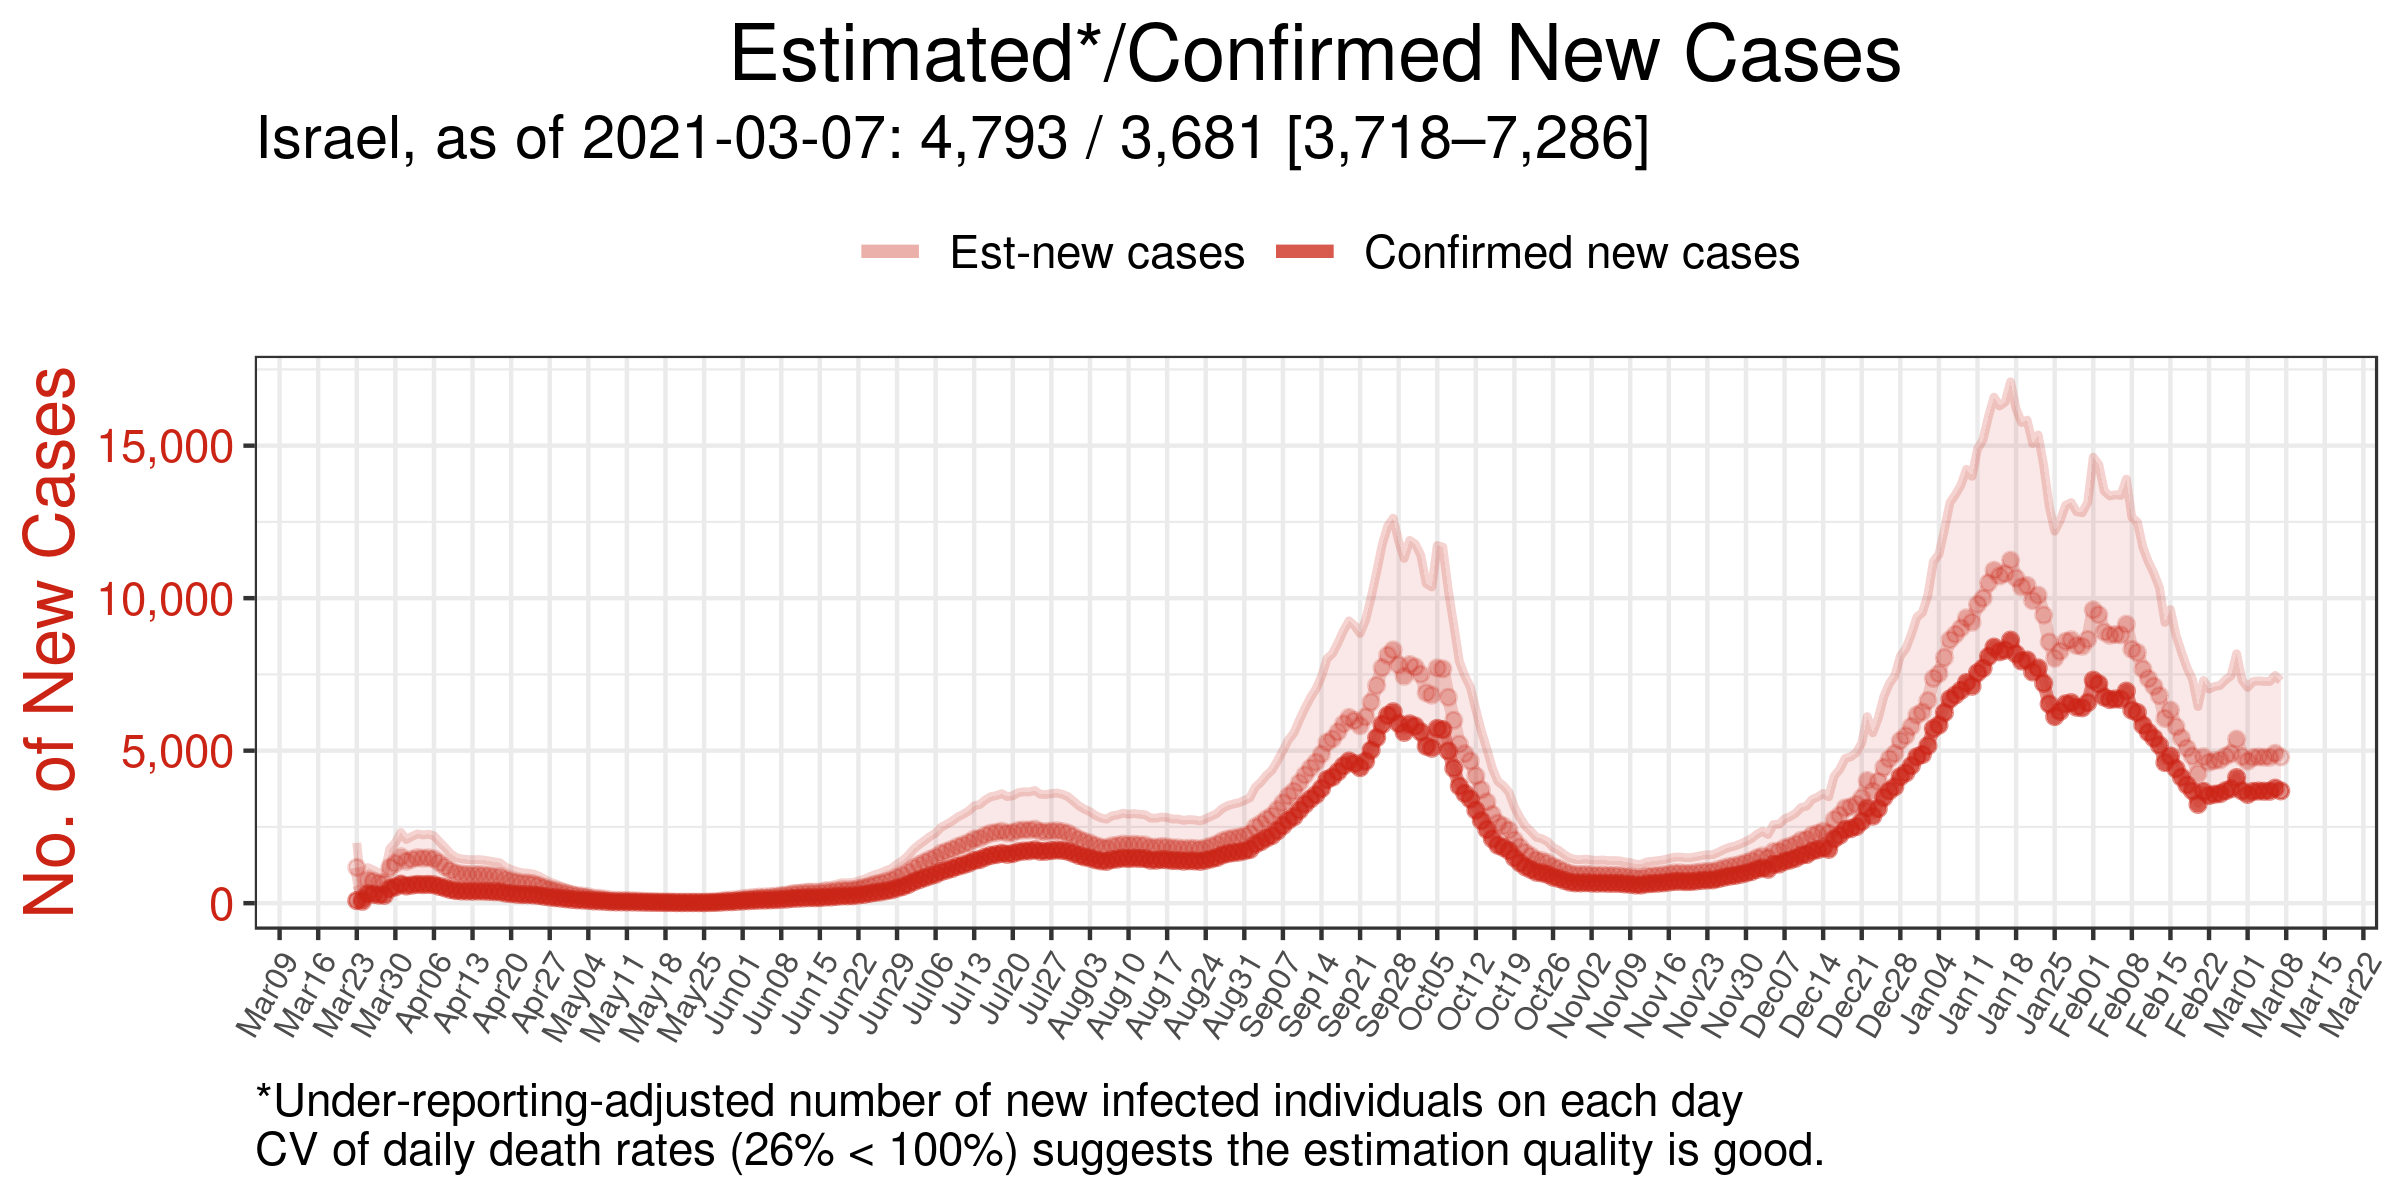 Estimated*/Confirmed New Cases
Israel, as of 2021-03-07: 4,793 / 3,681 [3,718–7,286]
Est-new cases Confirmed new cases
No. of New Cases
15,000
10,000
5,000
0
Mar09 Mar16 Mar23 Mar30 Apr06 Apr13 Apr20 Apr27 May04 May11 May18 May25 Jun01 Jun08 Jun15 Jun22 Jun29 Jul06 Jul13 Jul20 Jul27 Aug03 Aug10 Aug17 Aug24 Aug31 Sep07 Sep14 Sep21 Sep28 Oct05 Oct12 Oct19 Oct26 Nov02 Nov09 Nov16 Nov23 Nov30 Dec07 Dec14 Dec21 Dec28 Jan04 Jan11 Jan18 Jan25 Feb01 Feb08 Feb15 Feb22 Mar01 Mar08 Mar15 Mar22
*Under-reporting-adjusted number of new infected individuals on each day
CV of daily death rates (26% < 100%) suggests the estimation quality is good.